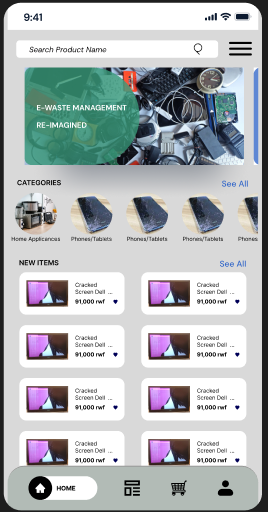 9:41
Search Product Name
E-WASTE MANAGEMENT
RE-IMAGINED
CATEGORIES
See All
Home Applicances
Phones/Tablets
Phones/Tablets
Phones/Tablets
Phones
NEW ITEMS
See All
Cracked
Screen Dell ...
91,000 rwf
Cracked
Screen Dell ...
91,000 rwf
Cracked
Screen Dell ...
91,000 rwf
Cracked
Screen Dell ...
91,000 rwf
Cracked
Screen Dell ...
91,000 rwf
Cracked
Screen Dell ...
91,000 rwf
Cracked
Screen Dell ...
91,000 rwf
Cracked
Screen Dell ...
91,000 rwf
HOME